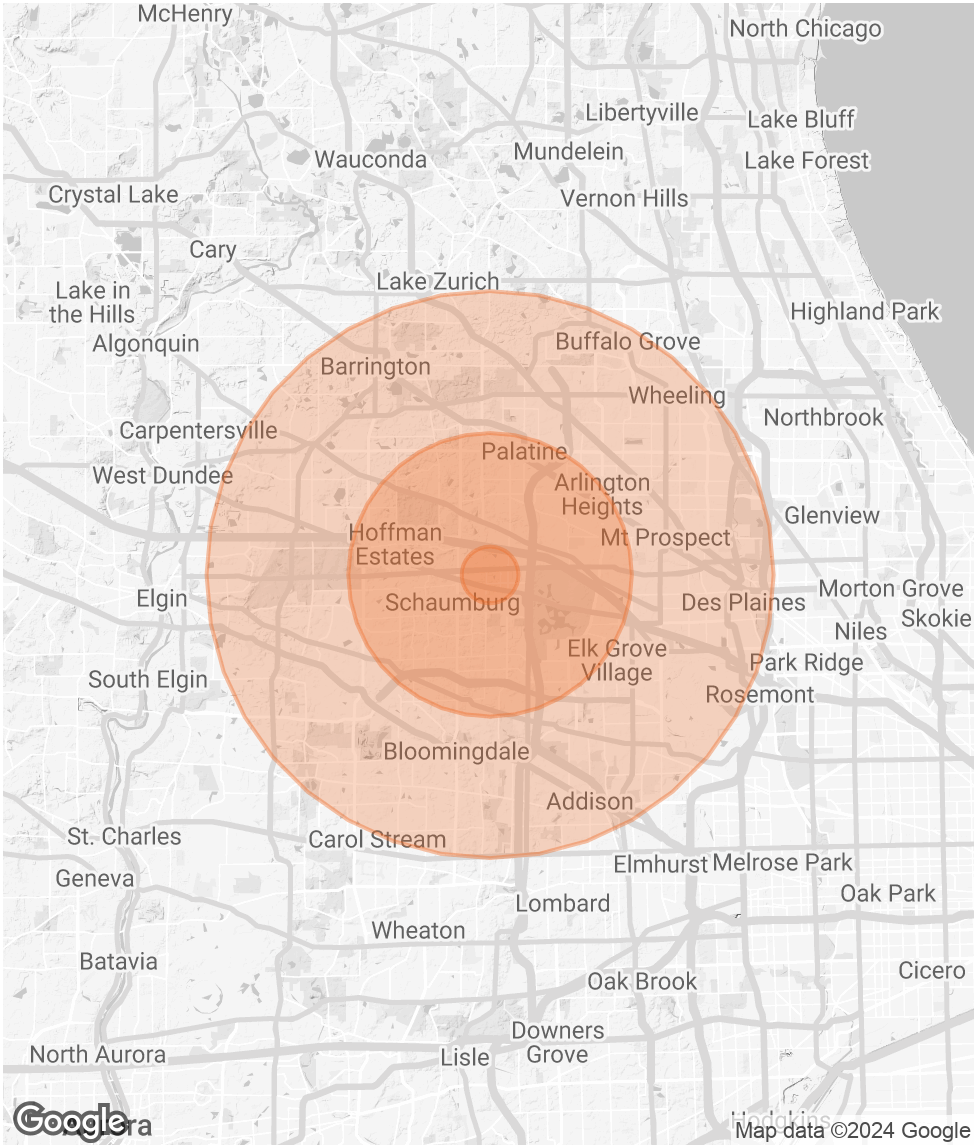 McHenry
North Chicago
Libertyville
Lake Bluff
Wauconda
Mundelein
Lake Forest
Crystal Lake
Vernon Hills
Cary
Lake Zurich
Lake in
the Hills
Highland Park
Algonquin
Buffalo Grove
Barrington
Wheeling
Northbrook
Carpentersville
Palatine
West Dundee
Arlington
Heights
Glenview
Hoffman
Estates
Mt Prospect
Morton Grove
Elgin
Schaumburg
Des Plaines
Skokie
Niles
Elk Grove
Village
Park Ridge
South Elgin
Rosemont
Bloomingdale
Addison
St. Charles
Carol Stream
Elmhurst
Melrose Park
Geneva
Oak Park
Lombard
Wheaton
Batavia
Cicero
Oak Brook
Downers
Grove
North Aurora
Lisle
Google
Hodgkins
Map data ©2024 Google